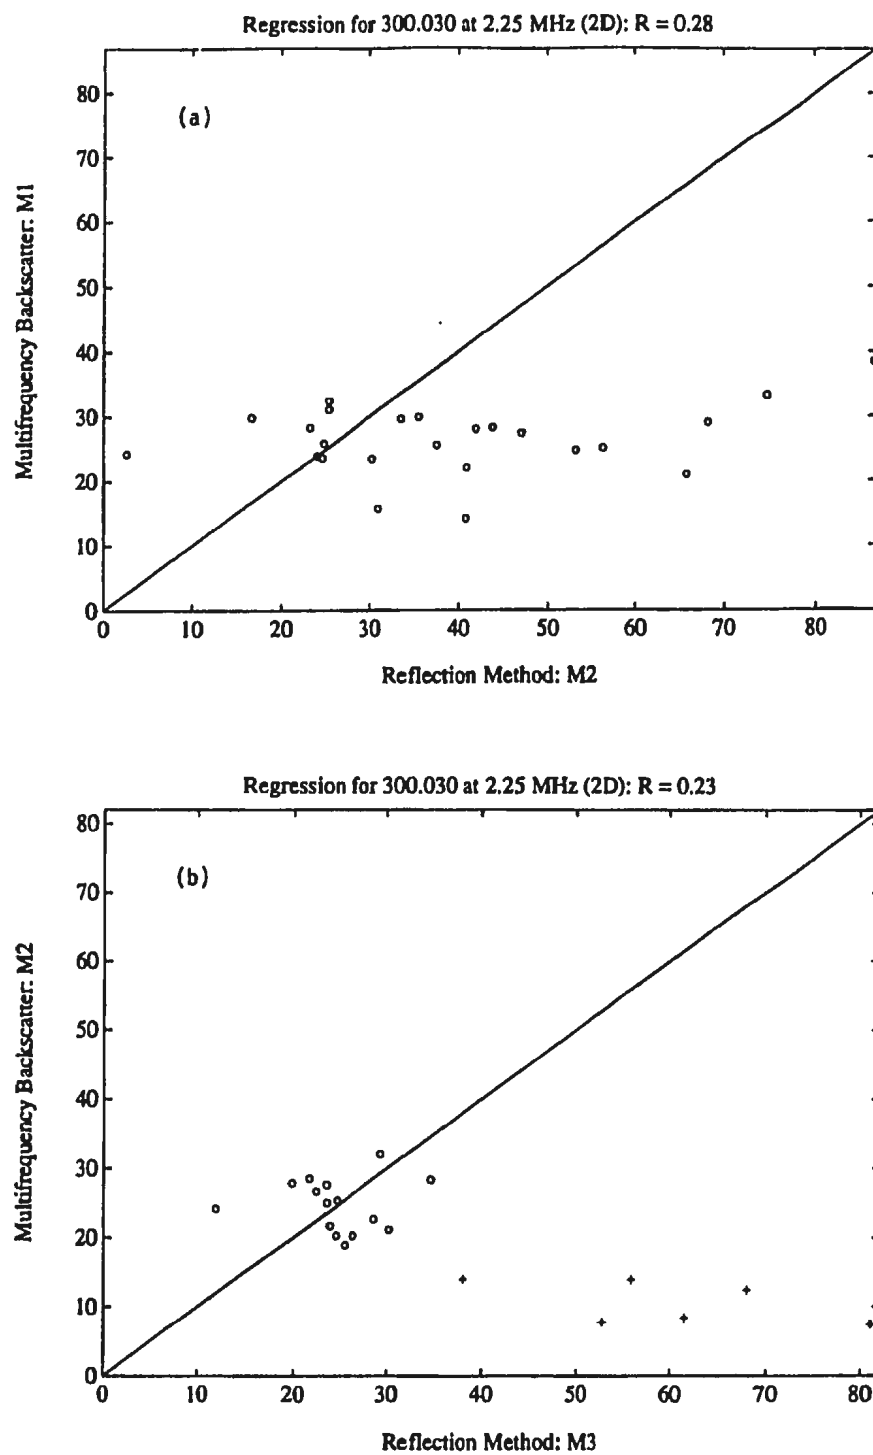 Regression for 300.030 at 2.25 MHz (2D): R = 0.28
(a)
80
70
60
50
40
30
20
10
0
Multifrequency Backscatter: M1
0 10 20 30 40 50 60 70 80
Reflection Method: M2
Regression for 300.030 at 2.25 MHz (2D): R = 0.23
(b)
80
70
60
50
40
30
20
10
0
Multifrequency Backscatter: M2
0 10 20 30 40 50 60 70 80
Reflection Method: M3